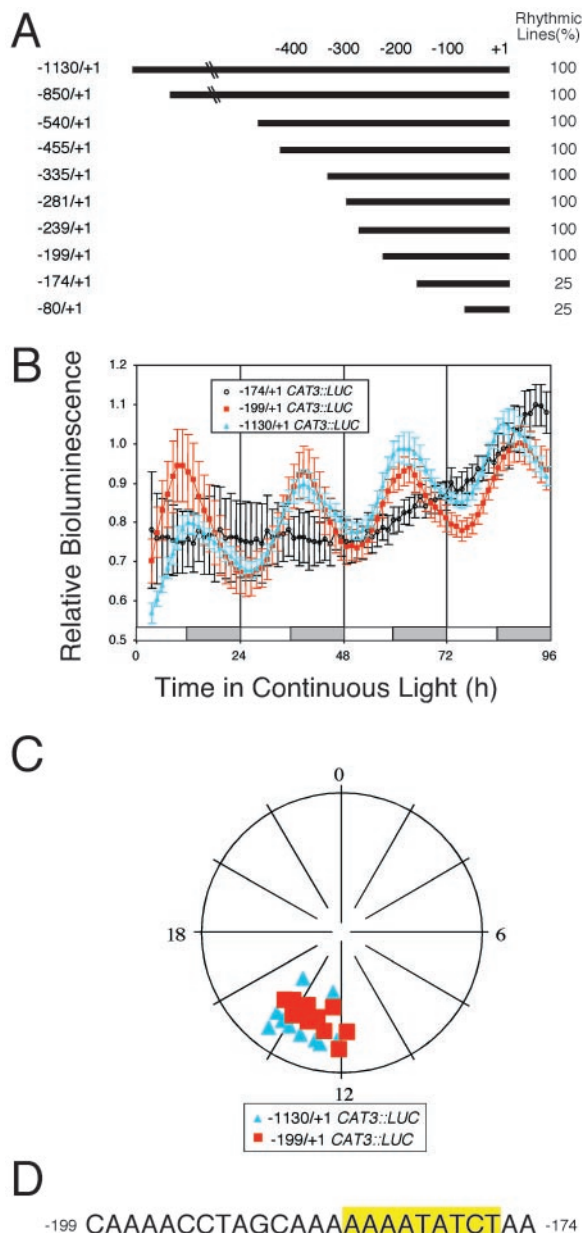 A
Rhythmic
Lines(%)
-400 -300 -200 -100 +1
-1130/+1 100
-850/+1 100
-540/+1 100
-455/+1 100
-335/+1 100
-281/+1 100
-239/+1 100
-199/+1 100
-174/+1 25
-80/+1 25
B
Relative Bioluminescence
1.2
1.1
1.0
0.9
0.8
0.7
0.6
0.5
-174/+1 CAT3::LUC
-199/+1 CAT3::LUC
-1130/+1 CAT3::LUC
0 24 48 72 96
Time in Continuous Light (h)
C
0
18 6
12
-1130/+1 CAT3::LUC
-199/+1 CAT3::LUC
D
-199 CAAAACCTAGCAAAAAAATATCTAA -174